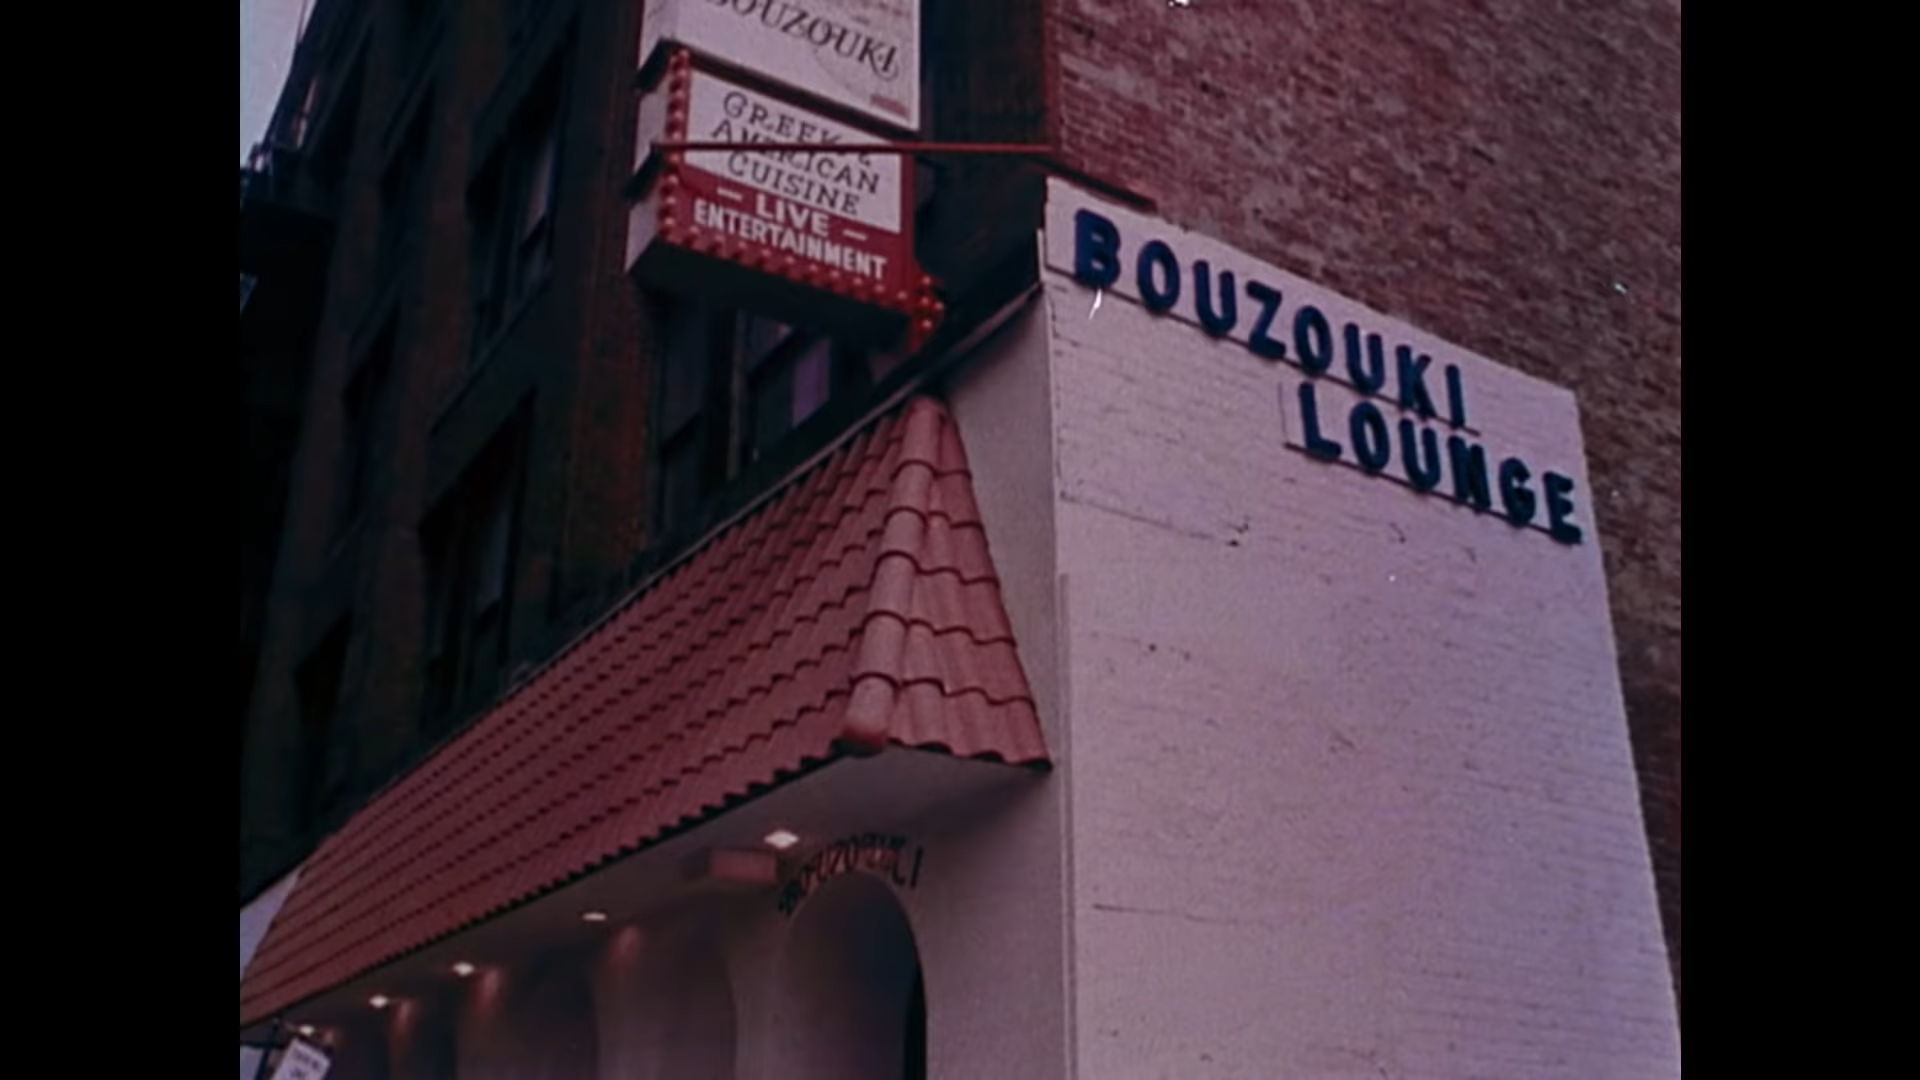 BOUZOUKI
GREEK &
AMERICAN
CUISINE
– LIVE –
ENTERTAINMENT
BOUZOUKI
LOUNGE
BOUZOUKI